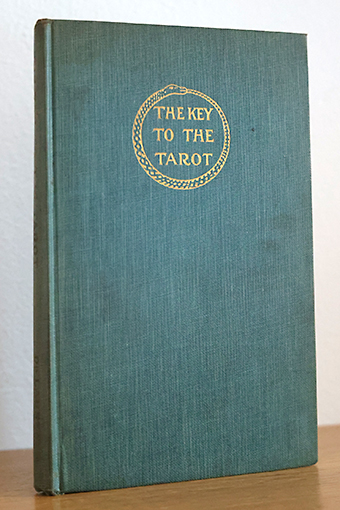 THE KEY
TO THE
TAROT